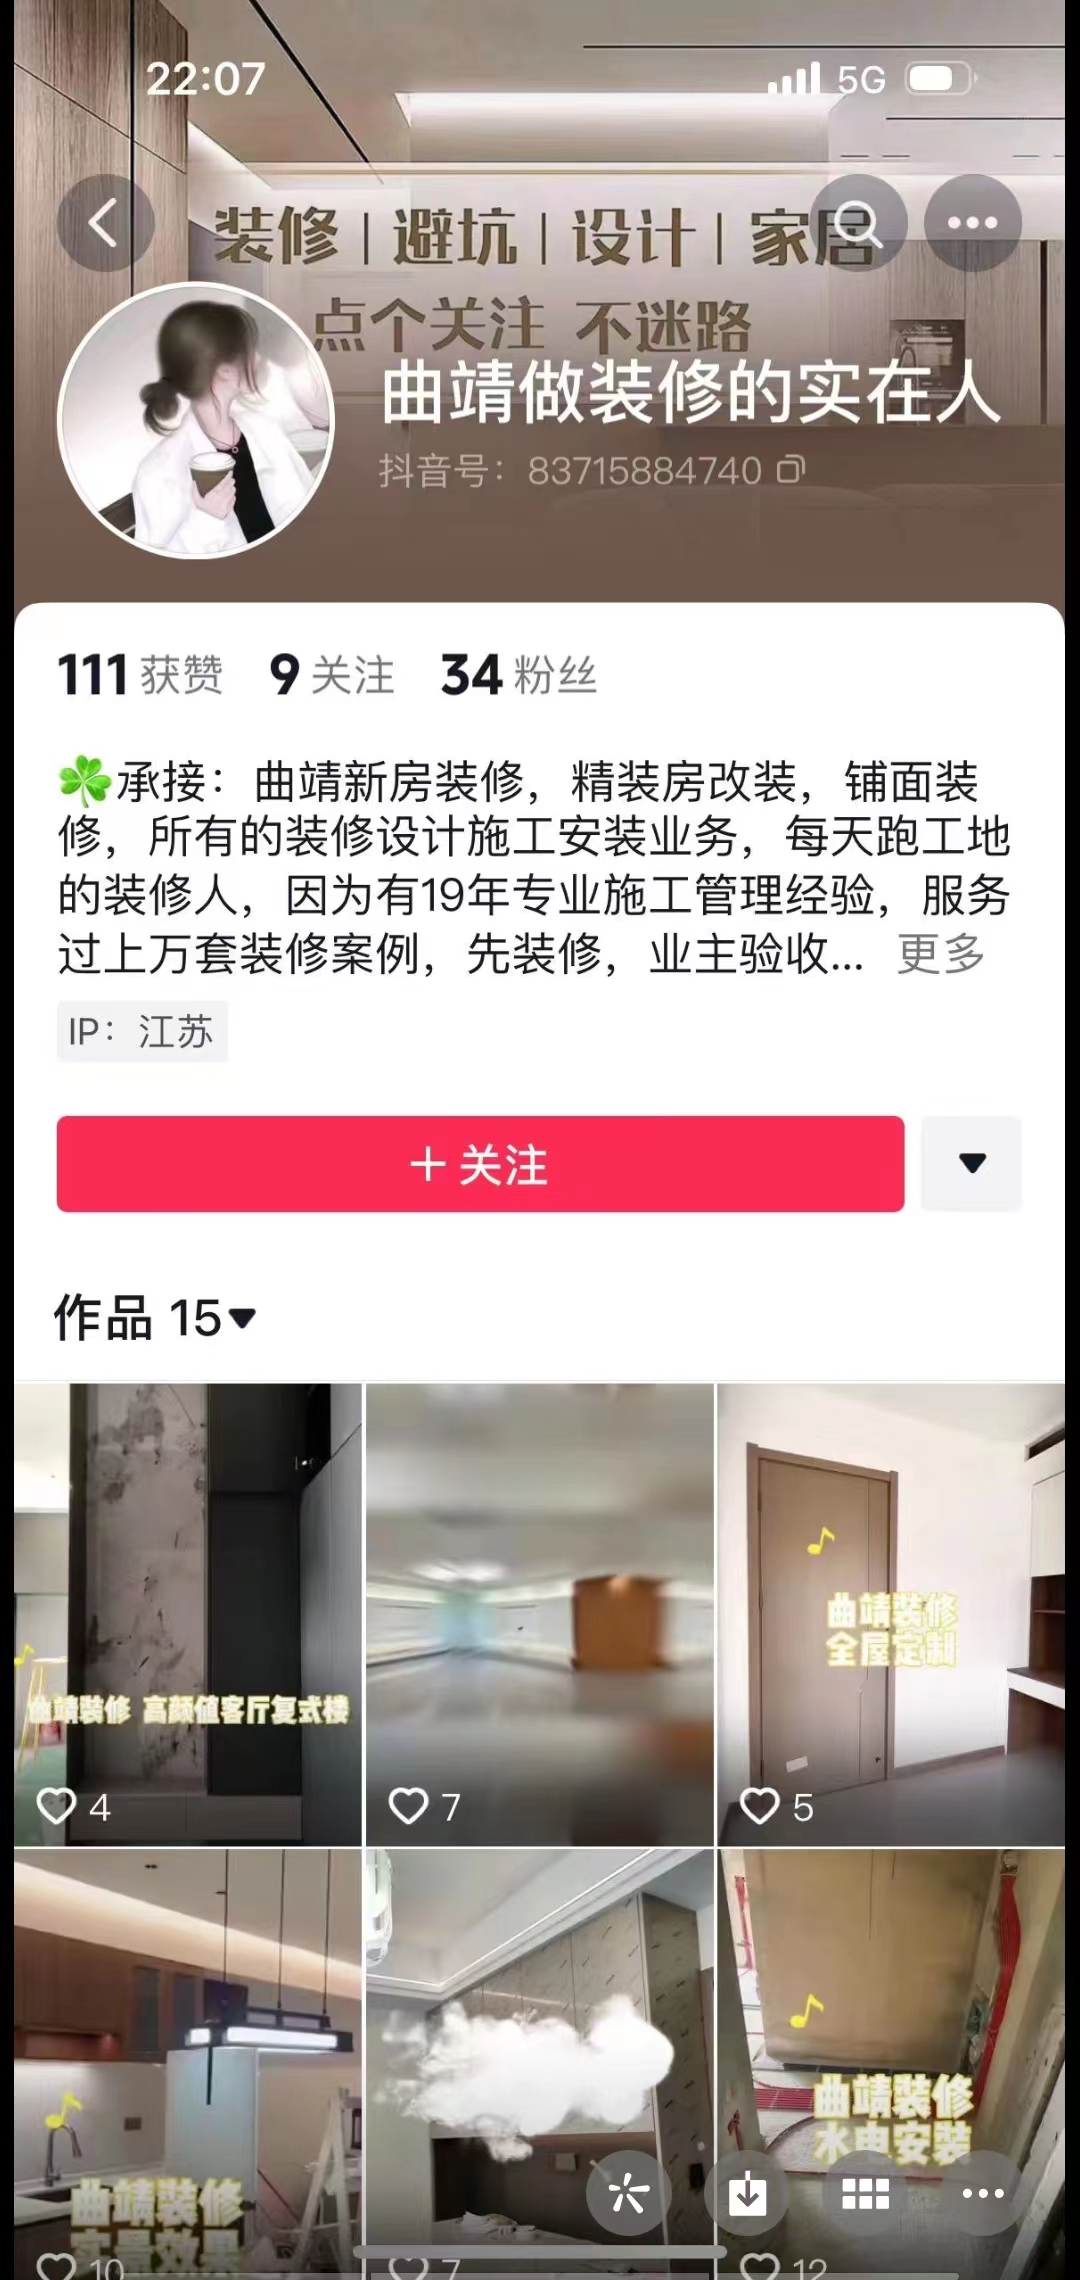 22:07
5G
装修 | 避坑 | 设计 | 家居
点个关注 不迷路
曲靖做装修的实在人
抖音号：83715884740
111 获赞 9 关注 34 粉丝
☘️承接：曲靖新房装修，精装房改装，铺面装
修，所有的装修设计施工安装业务，每天跑工地
的装修人，因为有19年专业施工管理经验，服务
过上万套装修案例，先装修，业主验收... 更多
IP：江苏
＋关注
作品 15
曲靖装修 高颜值客厅复式楼
4
7
曲靖装修
全屋定制
5
曲靖装修
实景效果
10
7
曲靖装修
水电安装
12